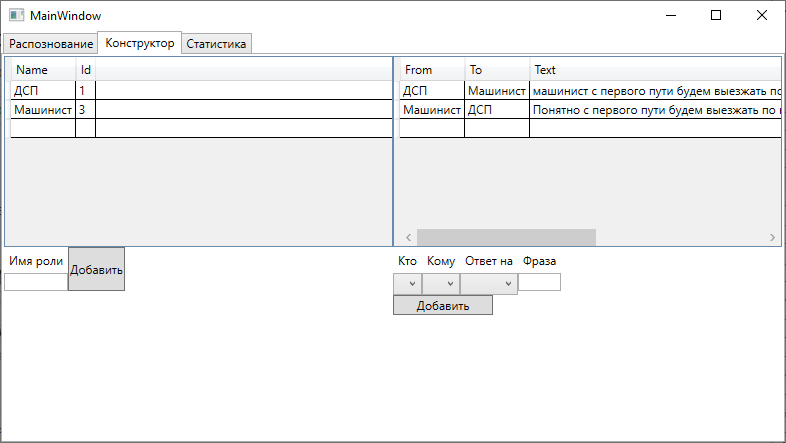 MainWindow
Распознование Конструктор Статистика
Name Id
ДСП 1
Машинист 3
From To Text
ДСП Машинист машинист с первого пути будем выезжать по
Машинист ДСП Понятно с первого пути будем выезжать по
Имя роли Добавить
Кто Кому Ответ на Фраза
Добавить